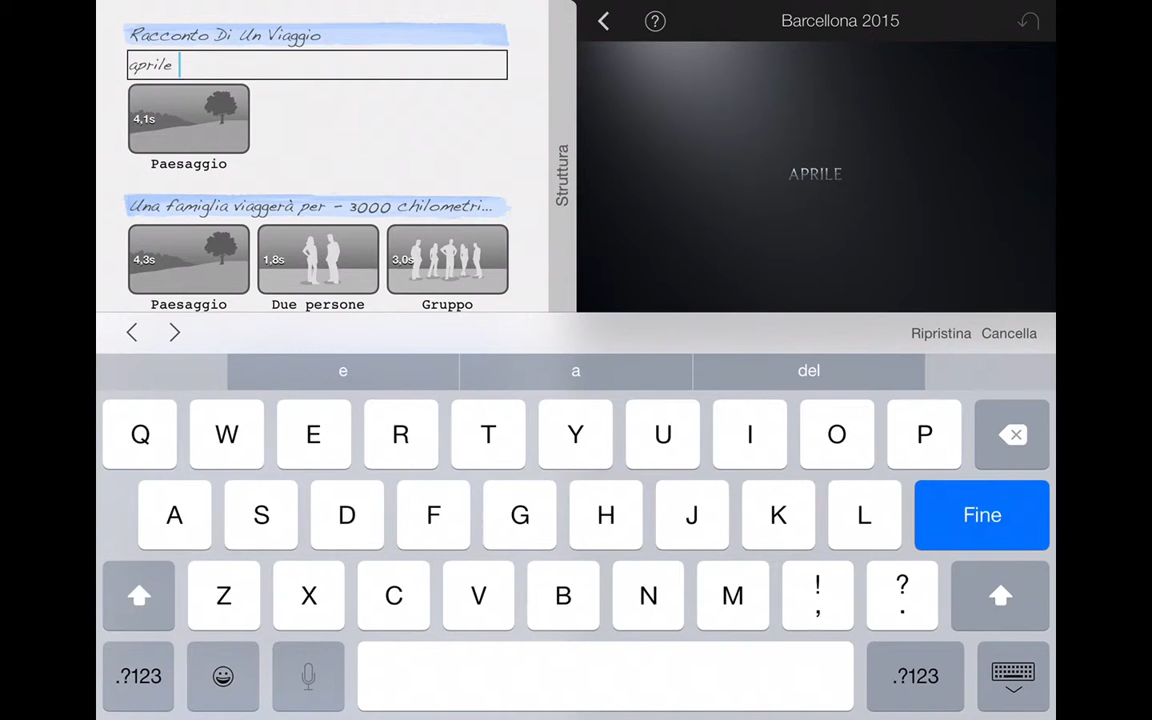 Racconto Di Un Viaggio
aprile
4,1s
Paesaggio
Una famiglia viaggerà per - 3000 chilometri...
4,3s 1,8s 3,0s
Paesaggio Due persone Gruppo
Struttura
? Barcellona 2015
APRILE
Ripristina Cancella
e a del
Q W E R T Y U I O P
A S D F G H J K L Fine
Z X C V B N M ! , ? .
.?123 .?123